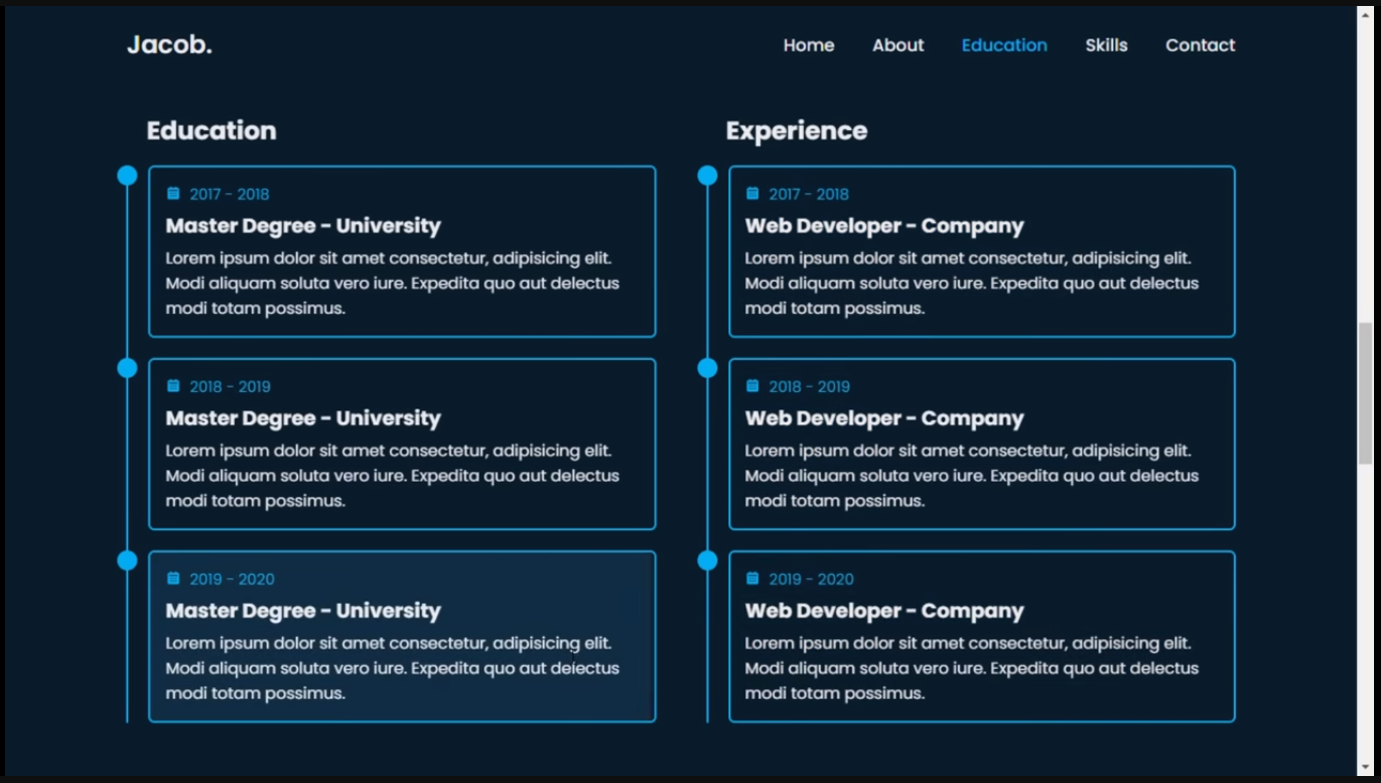 Jacob.
Home About Education Skills Contact
Education
2017 - 2018
Master Degree - University
Lorem ipsum dolor sit amet consectetur, adipisicing elit.
Modi aliquam soluta vero iure. Expedita quo aut delectus
modi totam possimus.
2018 - 2019
Master Degree - University
Lorem ipsum dolor sit amet consectetur, adipisicing elit.
Modi aliquam soluta vero iure. Expedita quo aut delectus
modi totam possimus.
2019 - 2020
Master Degree - University
Lorem ipsum dolor sit amet consectetur, adipisicing elit.
Modi aliquam soluta vero iure. Expedita quo aut delectus
modi totam possimus.
Experience
2017 - 2018
Web Developer - Company
Lorem ipsum dolor sit amet consectetur, adipisicing elit.
Modi aliquam soluta vero iure. Expedita quo aut delectus
modi totam possimus.
2018 - 2019
Web Developer - Company
Lorem ipsum dolor sit amet consectetur, adipisicing elit.
Modi aliquam soluta vero iure. Expedita quo aut delectus
modi totam possimus.
2019 - 2020
Web Developer - Company
Lorem ipsum dolor sit amet consectetur, adipisicing elit.
Modi aliquam soluta vero iure. Expedita quo aut delectus
modi totam possimus.